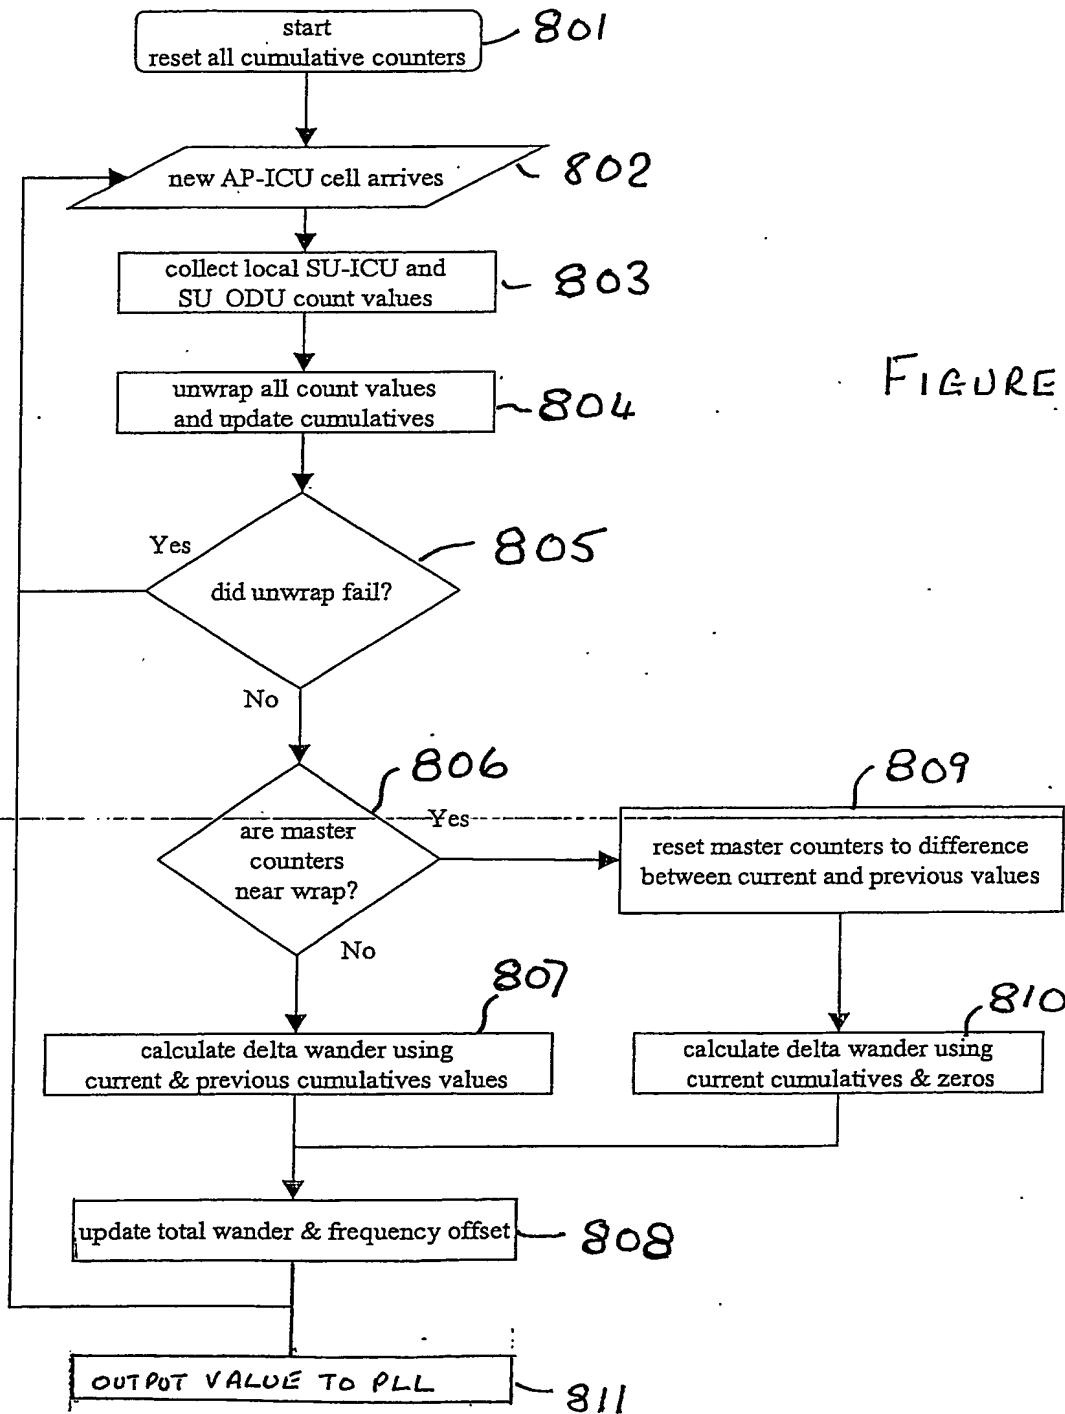 start
reset all cumulative counters
801
new AP-ICU cell arrives
802
collect local SU-ICU and
SU_ODU count values
803
FIGURE
unwrap all count values
and update cumulatives
804
Yes
did unwrap fail?
805
No
806
809
Yes
are master
counters
near wrap?
reset master counters to difference
between current and previous values
No
807
810
calculate delta wander using
current & previous cumulatives values
calculate delta wander using
current cumulatives & zeros
update total wander & frequency offset
808
OUTPUT VALUE TO PLL
811